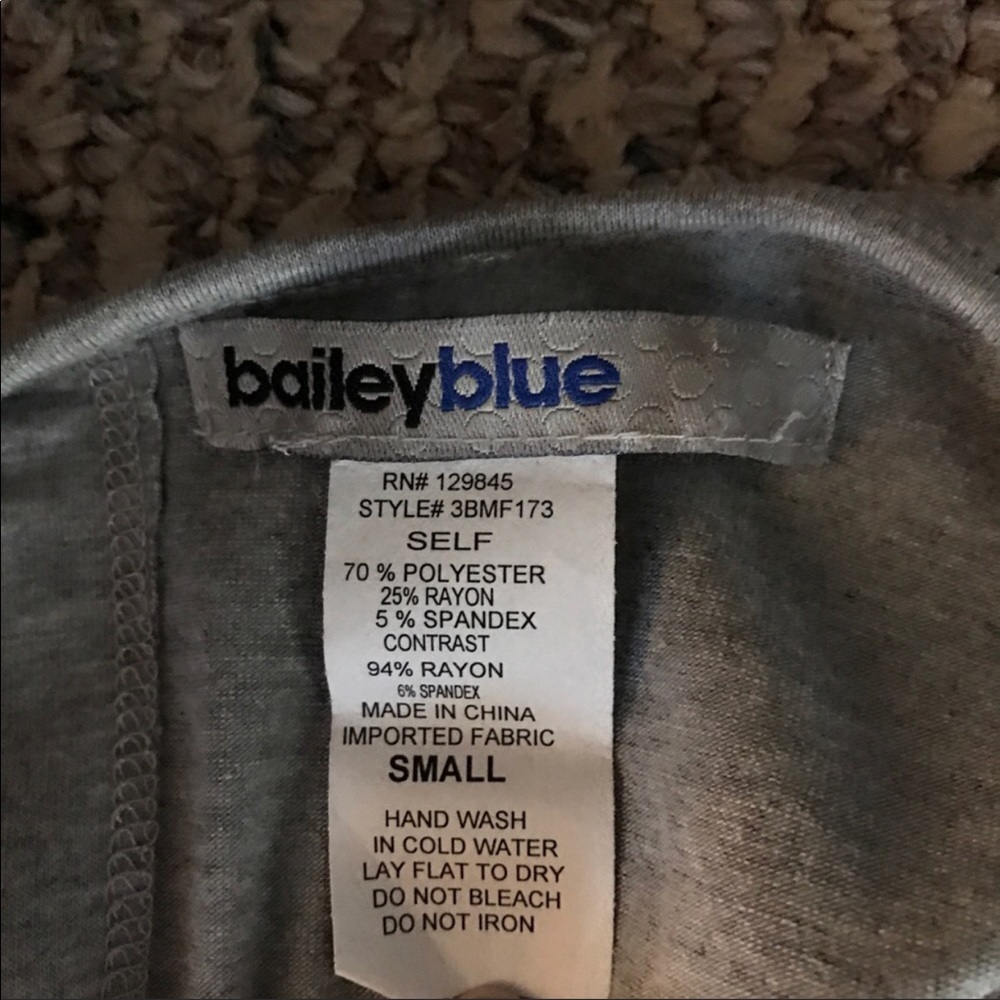 baileyblue
RN# 129845
STYLE# 3BMF173
SELF
70 % POLYESTER
25% RAYON
5 % SPANDEX
CONTRAST
94% RAYON
6% SPANDEX
MADE IN CHINA
IMPORTED FABRIC
SMALL
HAND WASH
IN COLD WATER
LAY FLAT TO DRY
DO NOT BLEACH
DO NOT IRON